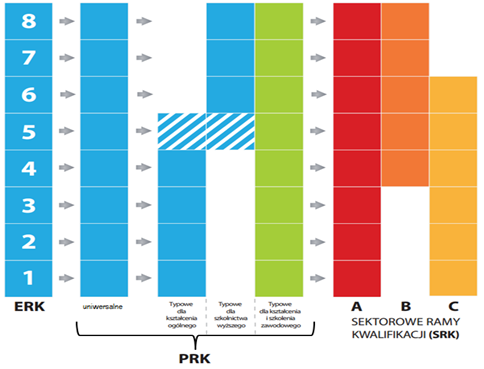 8
7
6
5
4
3
2
1
ERK
uniwersalne
Typowe
dla
kształcenia
ogólnego
Typowe
dla
szkolnictwa
wyższego
Typowe
dla kształcenia
i szkolenia
zawodowego
PRK
A B C
SEKTOROWE RAMY
KWALIFIKACJI (SRK)